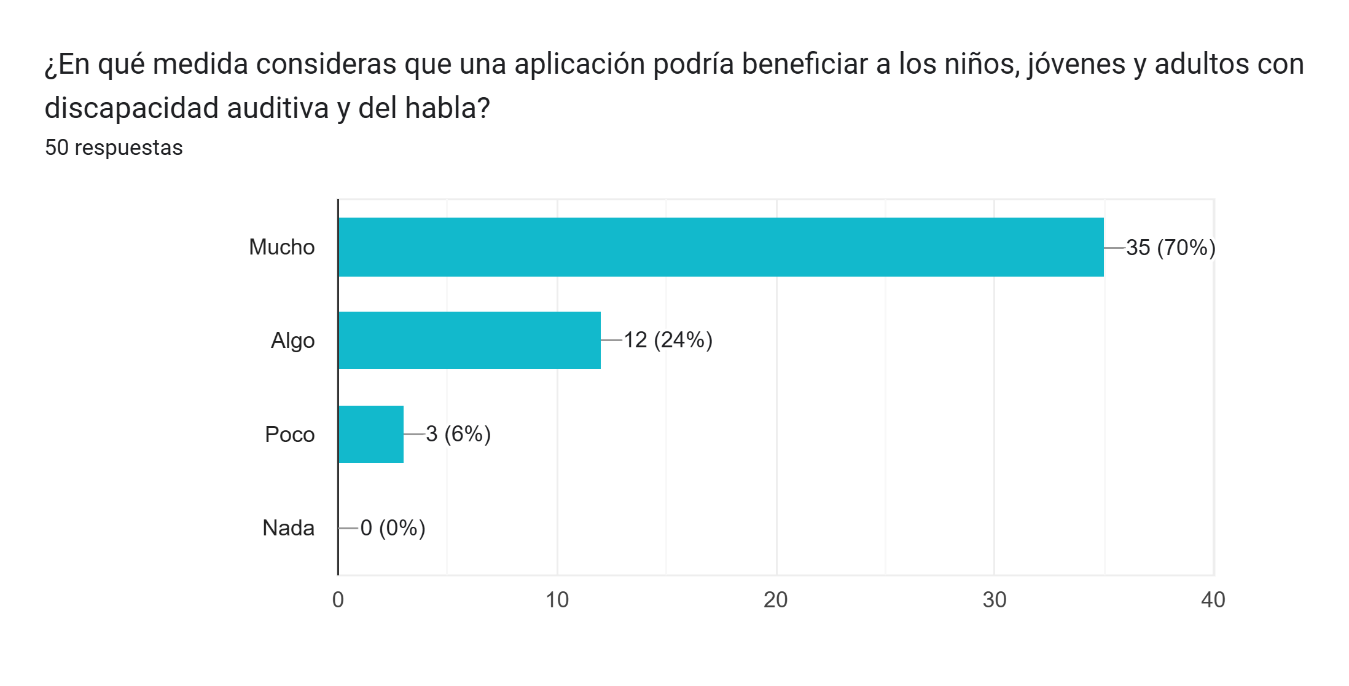 ¿En qué medida consideras que una aplicación podría beneficiar a los niños, jóvenes y adultos con
discapacidad auditiva y del habla?
50 respuestas
Mucho 35 (70%)
Algo 12 (24%)
Poco 3 (6%)
Nada 0 (0%)
0 10 20 30 40